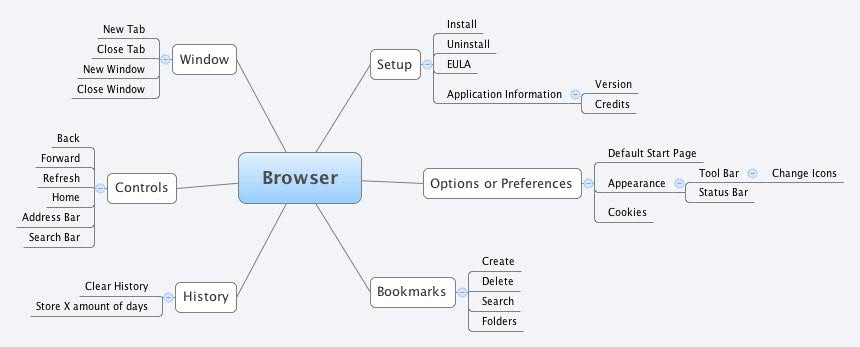 Browser
Window
New Tab
Close Tab
New Window
Close Window
Controls
Back
Forward
Refresh
Home
Address Bar
Search Bar
History
Clear History
Store X amount of days
Setup
Install
Uninstall
EULA
Application Information
Version
Credits
Options or Preferences
Default Start Page
Appearance
Tool Bar
Change Icons
Status Bar
Cookies
Bookmarks
Create
Delete
Search
Folders